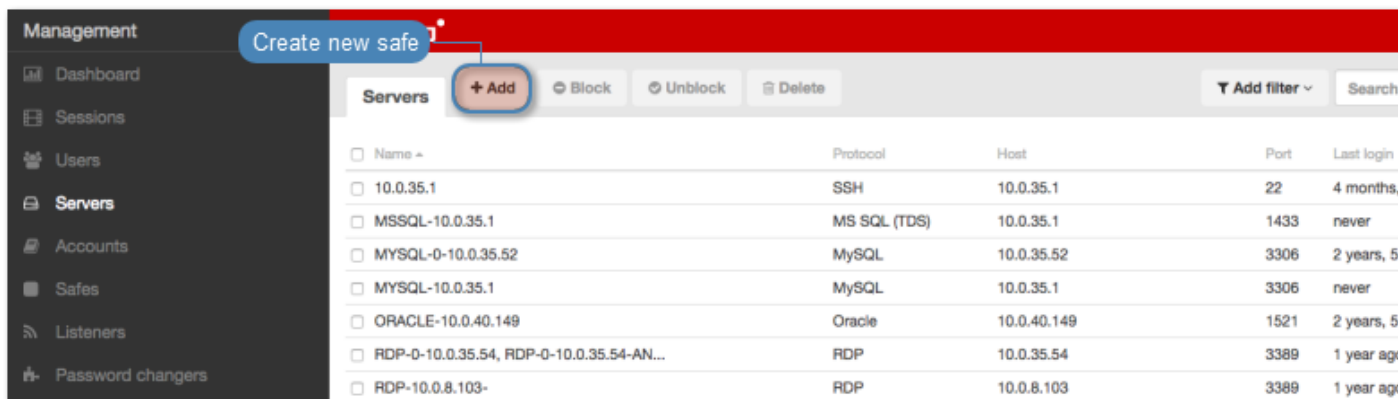 Management
Create new safe
Dashboard
Sessions
Users
Servers
Accounts
Safes
Listeners
Password changers
Servers + Add Block Unblock Delete Add filter Search
Name Protocol Host Port Last login
10.0.35.1 SSH 10.0.35.1 22 4 months,
MSSQL-10.0.35.1 MS SQL (TDS) 10.0.35.1 1433 never
MYSQL-0-10.0.35.52 MySQL 10.0.35.52 3306 2 years, 5
MYSQL-10.0.35.1 MySQL 10.0.35.1 3306 never
ORACLE-10.0.40.149 Oracle 10.0.40.149 1521 2 years, 5
RDP-0-10.0.35.54, RDP-0-10.0.35.54-AN... RDP 10.0.35.54 3389 1 year ago
RDP-10.0.8.103- RDP 10.0.8.103 3389 1 year ago